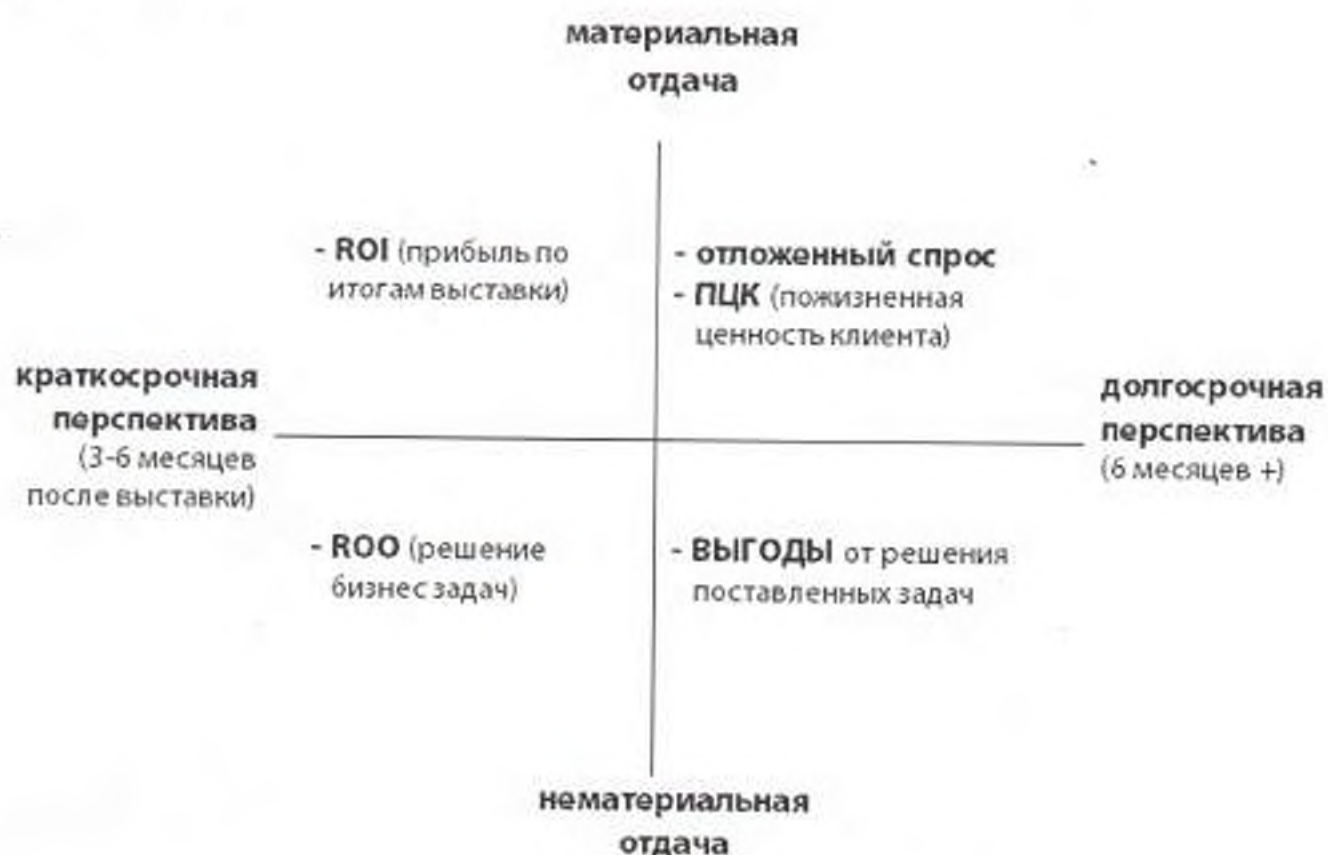 материальная
отдача
- ROI (прибыль по
итогам выставки)
- отложенный спрос
- ПЦК (пожизненная
ценность клиента)
краткосрочная
перспектива
(3-6 месяцев
после выставки)
долгосрочная
перспектива
(6 месяцев +)
- ROO (решение
бизнес задач)
- ВЫГОДЫ от решения
поставленных задач
нематериальная
отдача